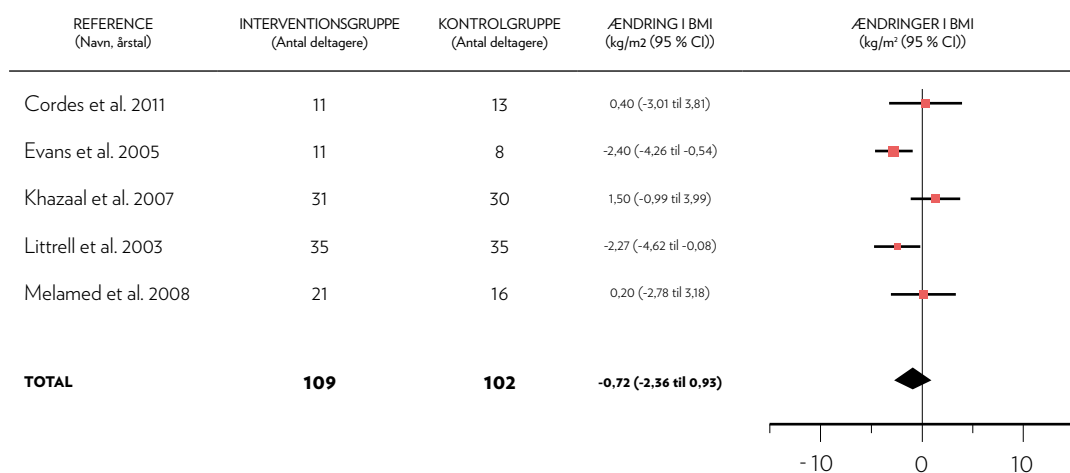 REFERENCE INTERVENTIONSGRUPPE KONTROLGRUPPE ÆNDRING I BMI ÆNDRINGER I BMI
(Navn, årstal) (Antal deltagere) (Antal deltagere) (kg/m2 (95 % CI)) (kg/m² (95 % CI))
Cordes et al. 2011 11 13 0,40 (-3,01 til 3,81)
Evans et al. 2005 11 8 -2,40 (-4,26 til -0,54)
Khazaal et al. 2007 31 30 1,50 (-0,99 til 3,99)
Littrell et al. 2003 35 35 -2,27 (-4,62 til -0,08)
Melamed et al. 2008 21 16 0,20 (-2,78 til 3,18)
TOTAL 109 102 -0,72 (-2,36 til 0,93)
-10 0 10